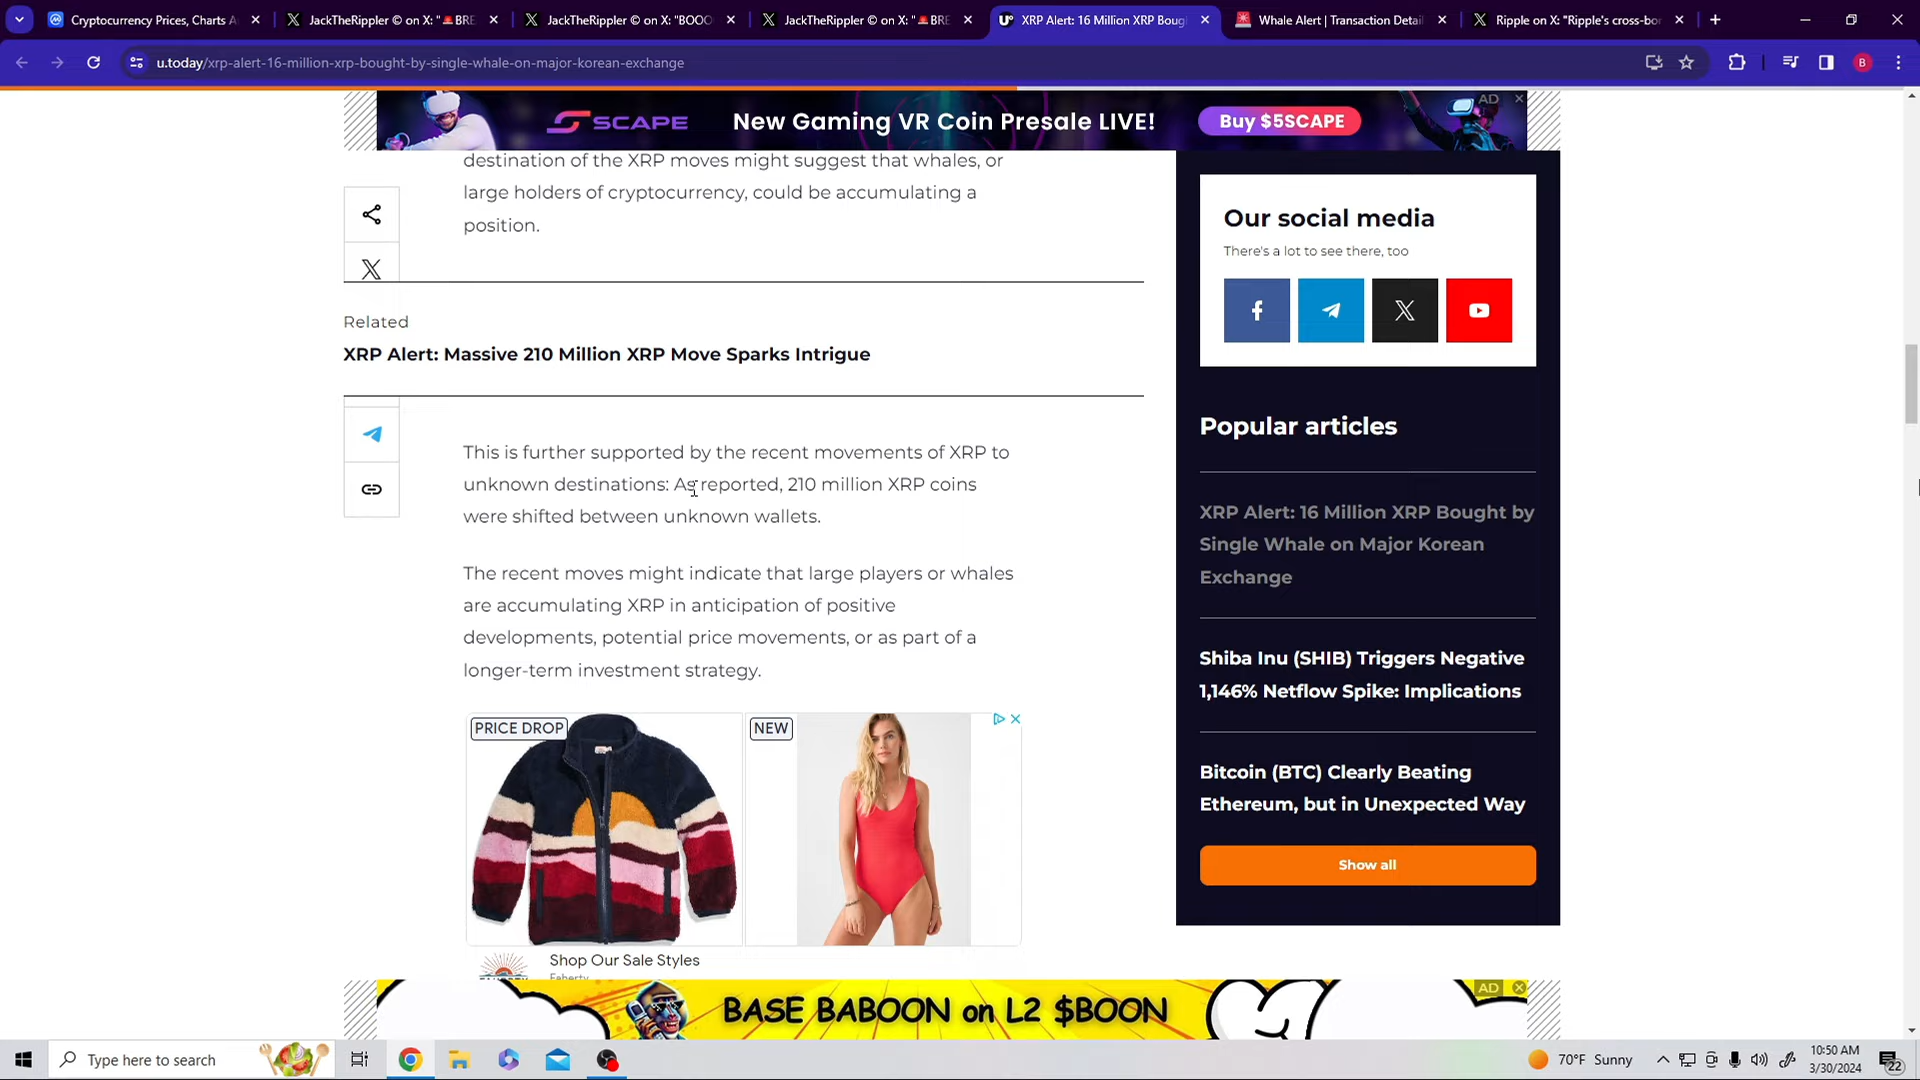 Cryptocurrency Prices, Charts A
JackTheRippler © on X: "🚨BRE
JackTheRippler © on X: "BOOO
JackTheRippler © on X: "🚨BRE
XRP Alert: 16 Million XRP Boug
Whale Alert | Transaction Detai
Ripple on X: "Ripple's cross-bo
u.today/xrp-alert-16-million-xrp-bought-by-single-whale-on-major-korean-exchange
B
SCAPE
New Gaming VR Coin Presale LIVE!
Buy $5SCAPE
AD
destination of the XRP moves might suggest that whales, or
large holders of cryptocurrency, could be accumulating a
position.
Related
XRP Alert: Massive 210 Million XRP Move Sparks Intrigue
This is further supported by the recent movements of XRP to
unknown destinations: As reported, 210 million XRP coins
were shifted between unknown wallets.
The recent moves might indicate that large players or whales
are accumulating XRP in anticipation of positive
developments, potential price movements, or as part of a
longer-term investment strategy.
PRICE DROP
NEW
Shop Our Sale Styles
Faherty
Our social media
There's a lot to see there, too
Popular articles
XRP Alert: 16 Million XRP Bought by
Single Whale on Major Korean
Exchange
Shiba Inu (SHIB) Triggers Negative
1,146% Netflow Spike: Implications
Bitcoin (BTC) Clearly Beating
Ethereum, but in Unexpected Way
Show all
BASE BABOON on L2 $BOON
AD
Type here to search
70°F Sunny
10:50 AM
3/30/2024
22